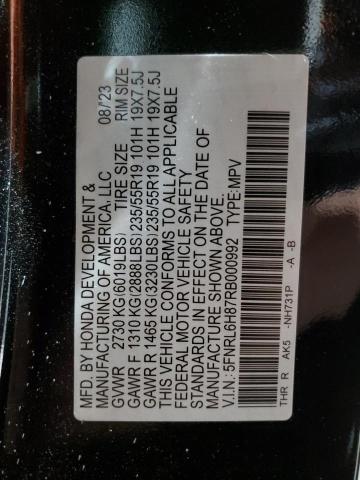 MFD. BY HONDA DEVELOPMENT &
MANUFACTURING OF AMERICA, LLC 08/23
GVWR 2730 KG(6019LBS) TIRE SIZE RIM SIZE
GAWR F 1310 KG(2888LBS)235/55R19 101H 19X7.5J
GAWR R 1465 KG(3230LBS)235/55R19 101H 19X7.5J
THIS VEHICLE CONFORMS TO ALL APPLICABLE
FEDERAL MOTOR VEHICLE SAFETY
STANDARDS IN EFFECT ON THE DATE OF
MANUFACTURE SHOWN ABOVE.
V.I.N.: 5FNRL6H87RB000992 TYPE:MPV
THR R AK5 -NH731P -A -B